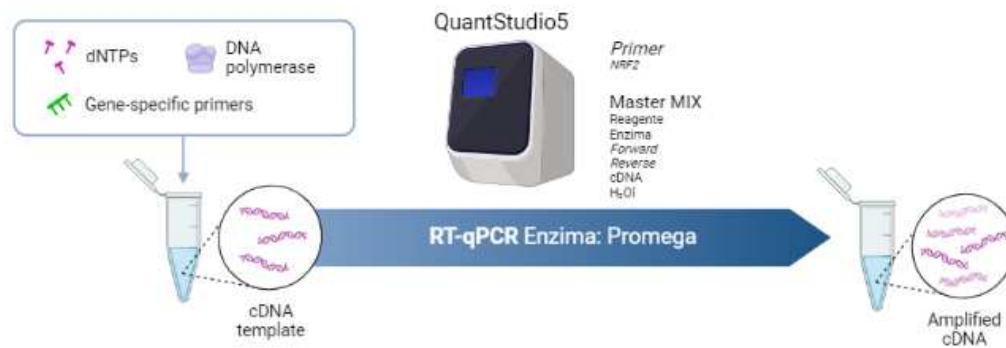 QuantStudio5
dNTPs
DNA
polymerase
Gene-specific primers
Primer
NRF2
Master MIX
Reagente
Enzima
Forward
Reverse
cDNA
H₂Ol
RT-qPCR Enzima: Promega
cDNA
template
Amplified
cDNA